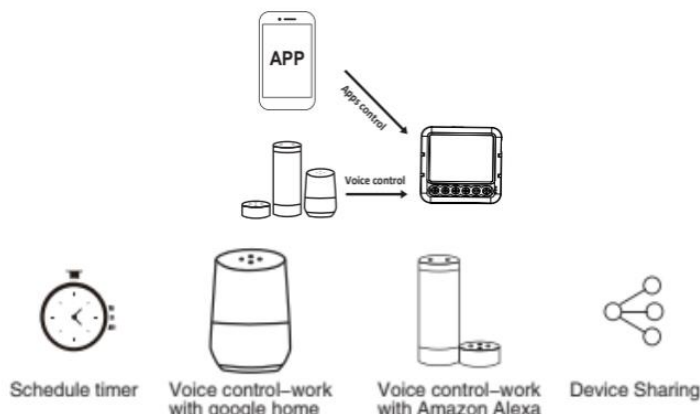 APP
Apps control
Voice control
Schedule timer
Voice control–work
with google home
Voice control–work
with Amazon Alexa
Device Sharing